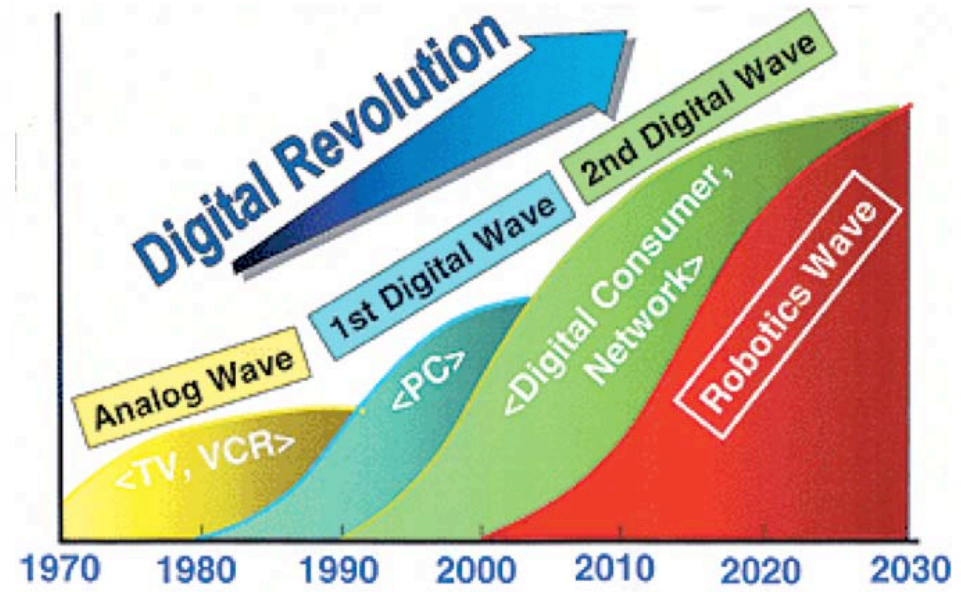 Digital Revolution
2nd Digital Wave
1st Digital Wave
Analog Wave
<TV, VCR>
<PC>
<Digital Consumer,
Network>
Robotics Wave
1970 1980 1990 2000 2010 2020 2030